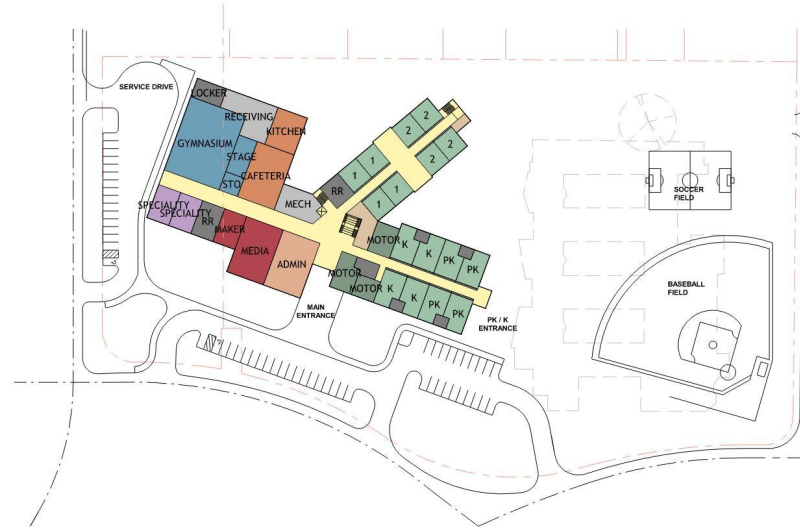 SERVICE DRIVE
LOCKER
RECEIVING
KITCHEN
GYMNASIUM
STAGE
STO
CAFETERIA
MECH
RR
1
1
1
1
2
2
2
2
SPECIALITY
SPECIALITY
RR
MAKER
MEDIA
ADMIN
MOTOR
K
K
PK
PK
MOTOR
MOTOR
K
K
PK
PK
MAIN
ENTRANCE
PK / K
ENTRANCE
SOCCER
FIELD
BASEBALL
FIELD